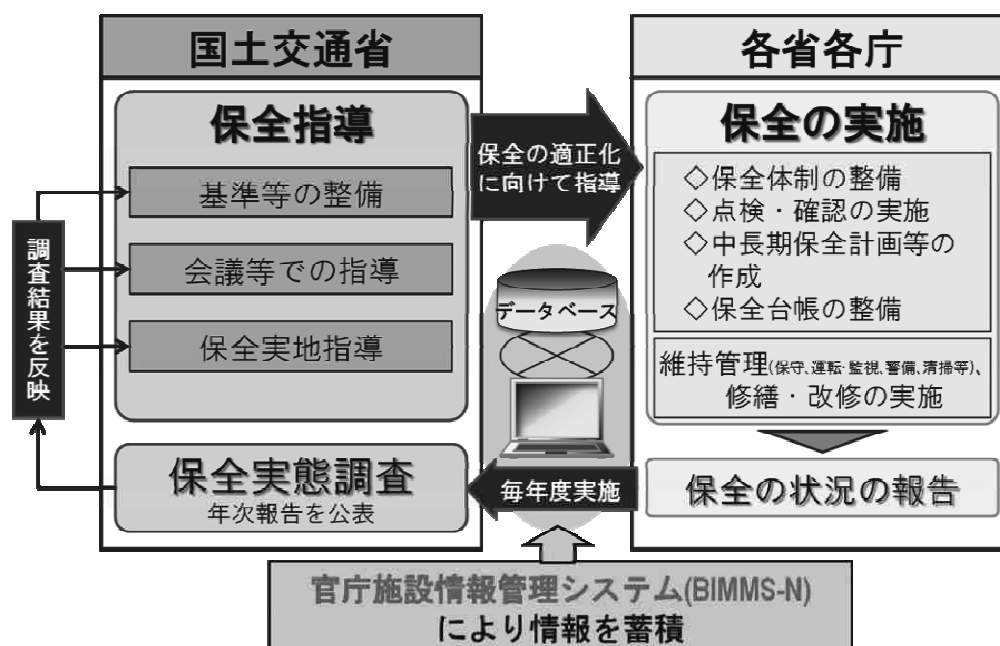 国土交通省
保全指導
基準等の整備
会議等での指導
保全実地指導
調査結果を反映
保全実態調査
年次報告を公表
保全の適正化
に向けて指導
データベース
毎年度実施
各省各庁
保全の実施
◇保全体制の整備
◇点検・確認の実施
◇中長期保全計画等の
作成
◇保全台帳の整備
維持管理(保守、運転・監視、警備、清掃等)、
修繕・改修の実施
保全の状況の報告
官庁施設情報管理システム(BIMMS-N)
により情報を蓄積